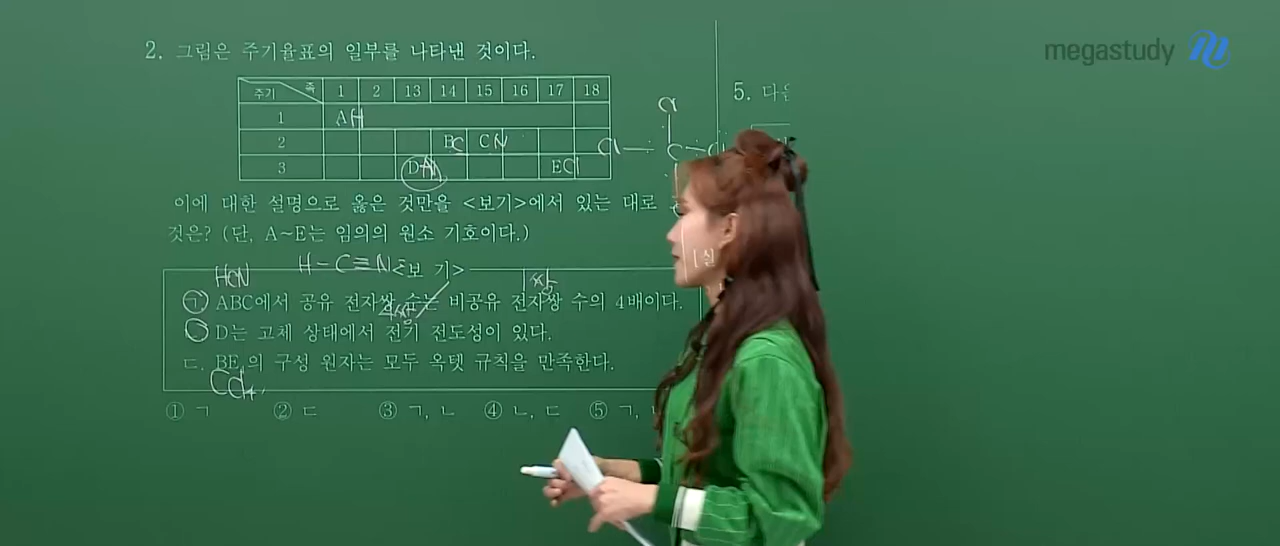 megastudy
2. 그림은 주기율표의 일부를 나타낸 것이다.
주기 족 1 2 13 14 15 16 17 18
1 A H
2 B C C N
3 D Al E Cl
이에 대한 설명으로 옳은 것만을 <보기>에서 있는 대로
것은? (단, A~E는 임의의 원소 기호이다.)
HCN H-C≡N <보 기>
ㄱ. ABC에서 공유 전자쌍 수는 비공유 전자쌍 수의 4배이다.
4쌍
ㄴ. D는 고체 상태에서 전기 전도성이 있다.
ㄷ. BE4의 구성 원자는 모두 옥텟 규칙을 만족한다.
CCl4
① ㄱ ② ㄷ ③ ㄱ, ㄴ ④ ㄴ, ㄷ ⑤ ㄱ,
5. 다음
Cl
Cl C